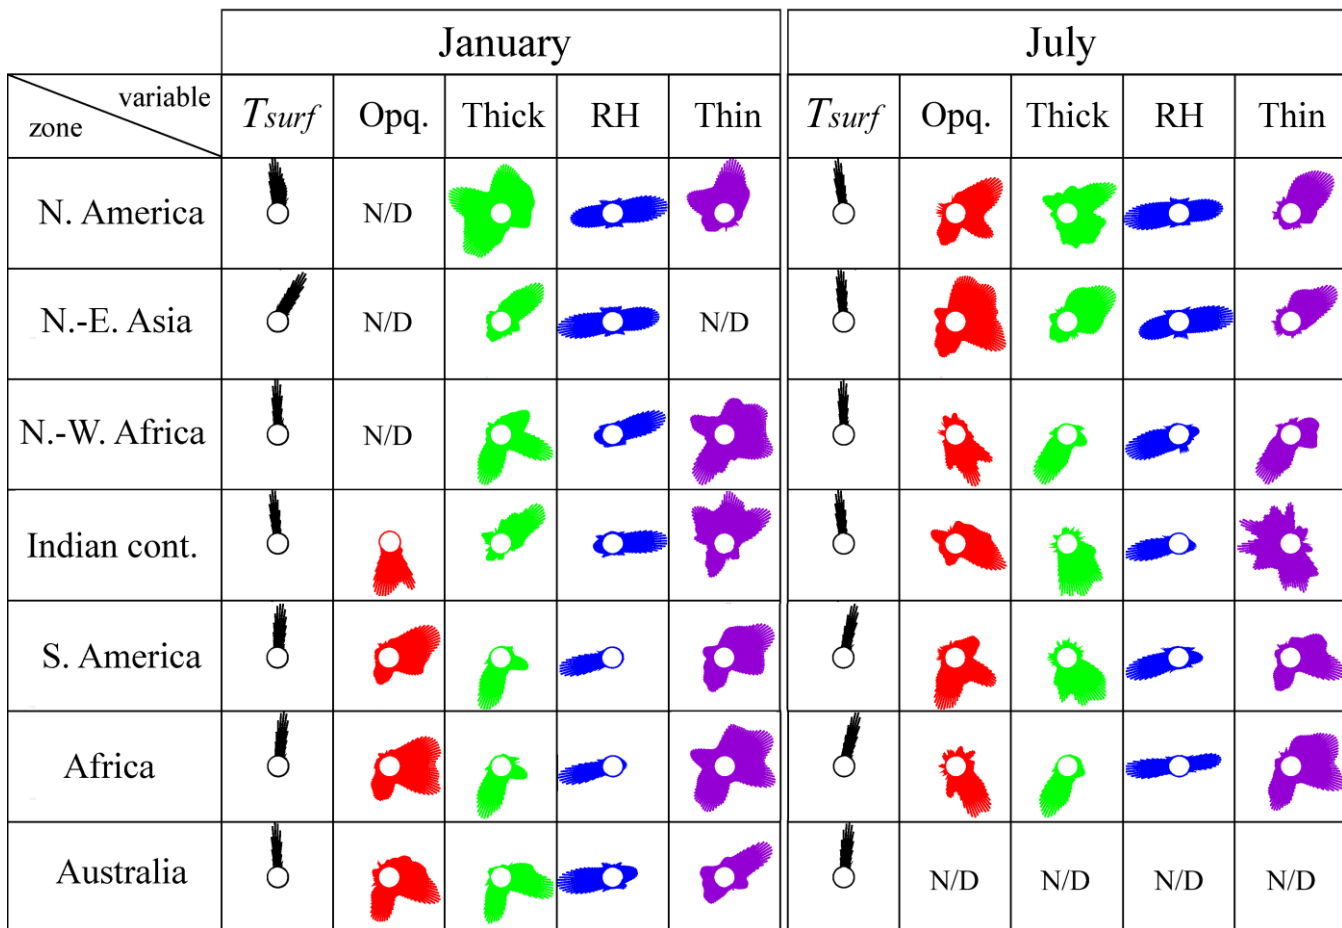 January July
variable zone Tsurf Opq. Thick RH Thin Tsurf Opq. Thick RH Thin
N. America N/D
N.-E. Asia N/D N/D
N.-W. Africa N/D
Indian cont.
S. America
Africa
Australia N/D N/D N/D N/D